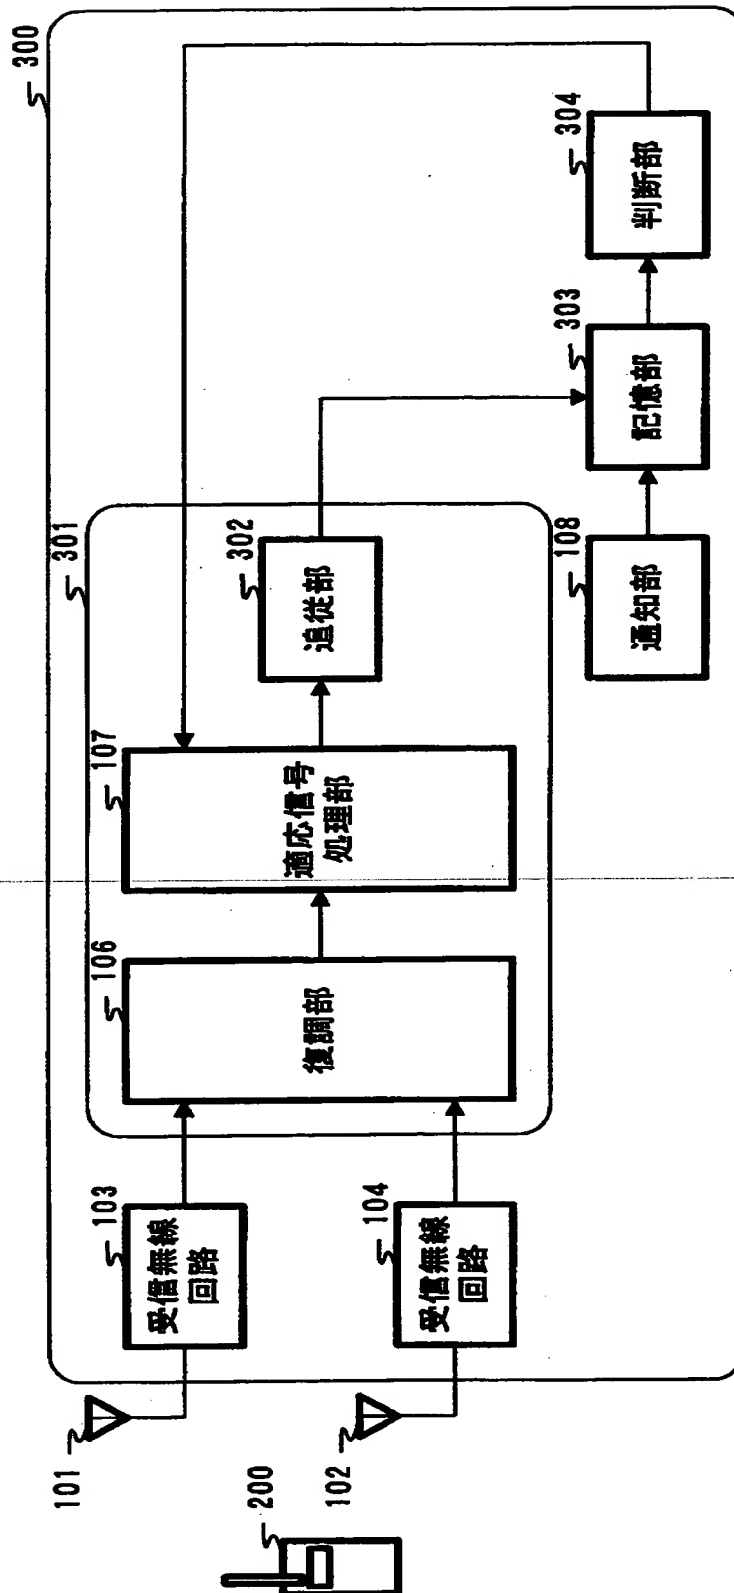 300
301
101
103
受信無線
回路
106
復調部
107
適応信号
処理部
302
追従部
200
102
104
受信無線
回路
108
通知部
303
記憶部
304
判断部